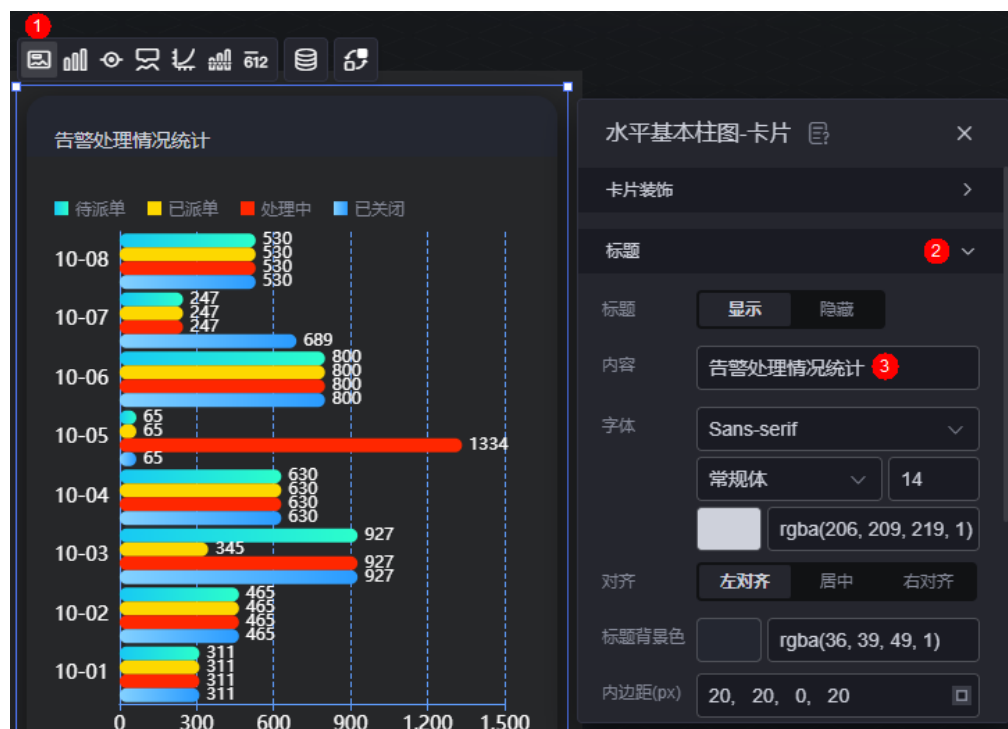 1
612
告警处理情况统计
待派单 已派单 处理中 已关闭
10-08 530 530 530 530
10-07 247 247 247 689
10-06 800 800 800 800
10-05 65 65 1334 65
10-04 630 630 630 630
10-03 927 345 927 927
10-02 465 465 465 465
10-01 311 311 311 311
0 300 600 900 1,200 1,500
水平基本柱图-卡片
卡片装饰
标题 2
标题 显示 隐藏
内容 告警处理情况统计 3
字体 Sans-serif
常规体 14
rgba(206, 209, 219, 1)
对齐 左对齐 居中 右对齐
标题背景色 rgba(36, 39, 49, 1)
内边距(px) 20, 20, 0, 20